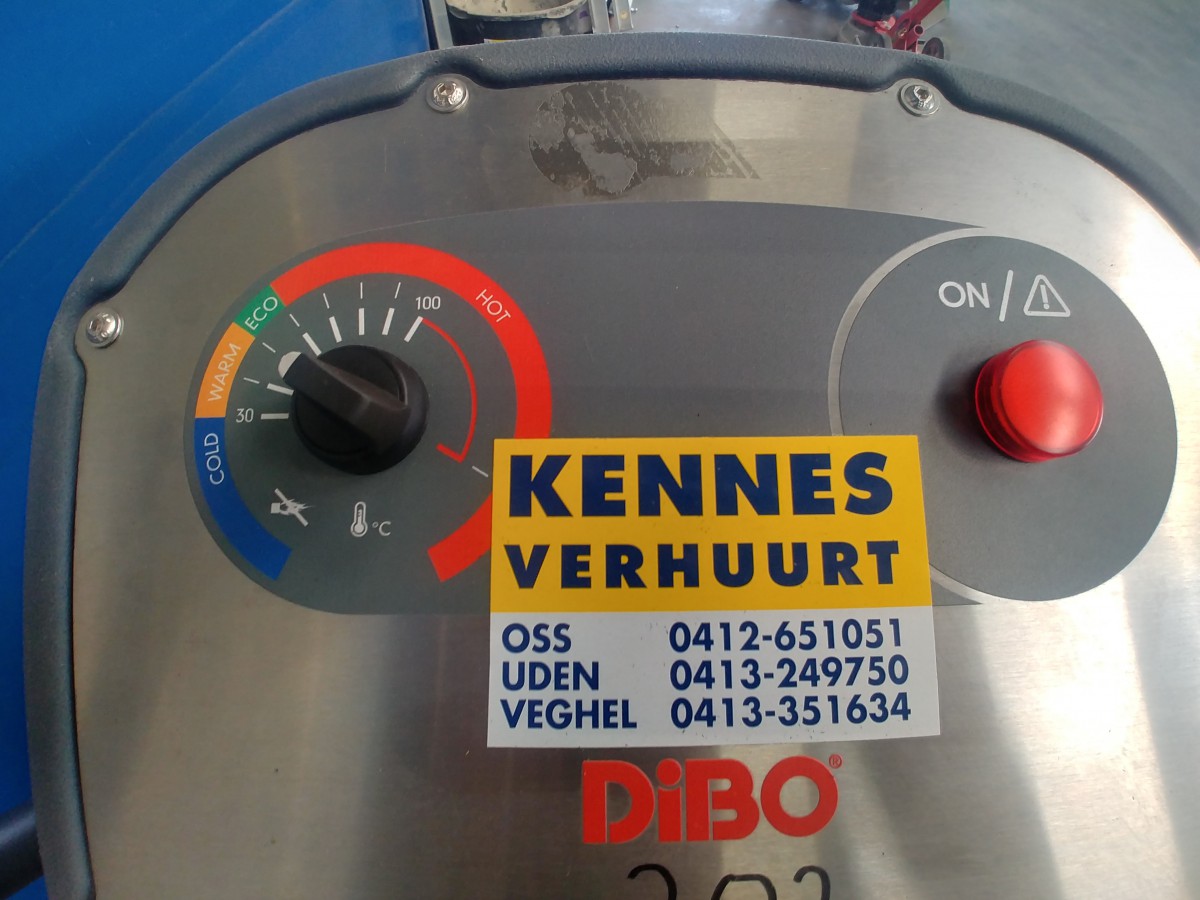 ON/
100
HOT
ECO
WARM
30
COLD
°C
KENNES
VERHUURT
OSS 0412-651051
UDEN 0413-249750
VEGHEL 0413-351634
DiBO®